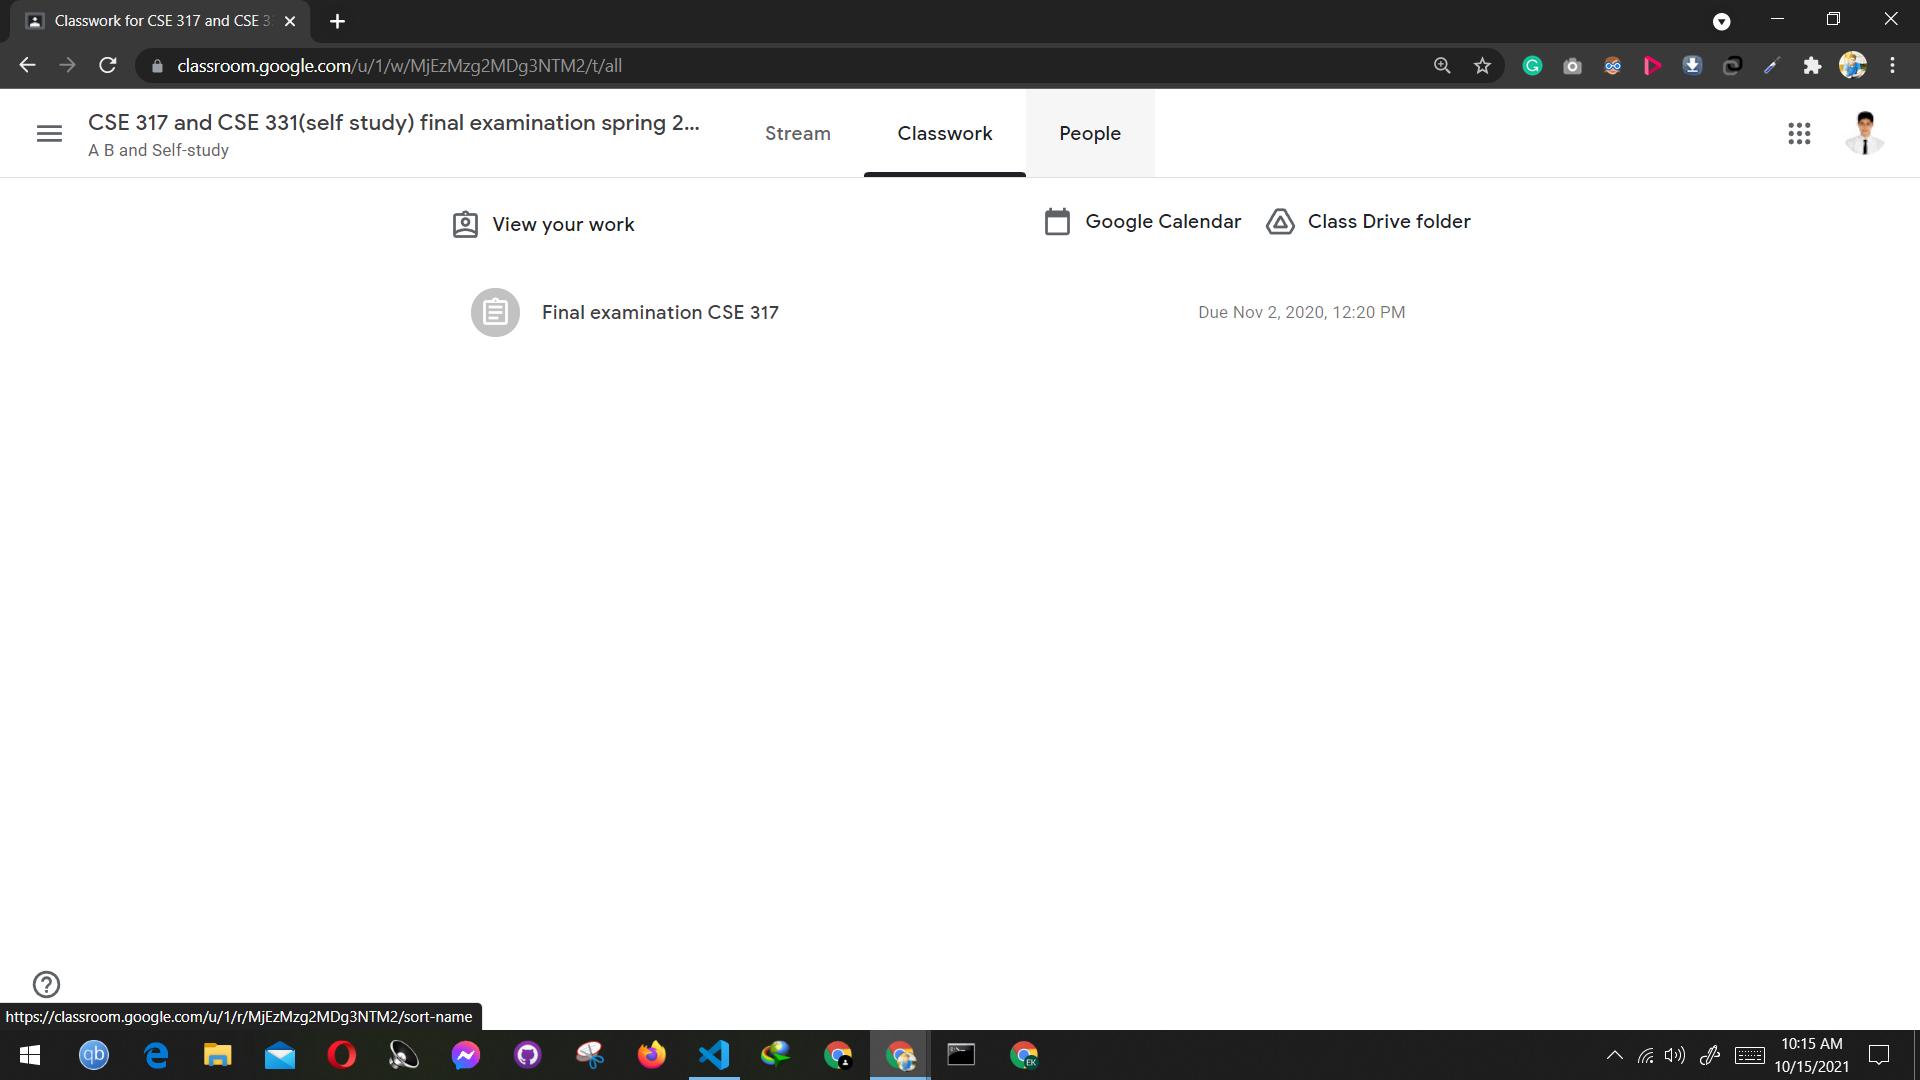 Classwork for CSE 317 and CSE 3
classroom.google.com/u/1/w/MjEzMzg2MDg3NTM2/t/all
CSE 317 and CSE 331(self study) final examination spring 2...
A B and Self-study
Stream
Classwork
People
View your work
Google Calendar
Class Drive folder
Final examination CSE 317
Due Nov 2, 2020, 12:20 PM
https://classroom.google.com/u/1/r/MjEzMzg2MDg3NTM2/sort-name
qb
EK
10:15 AM
10/15/2021